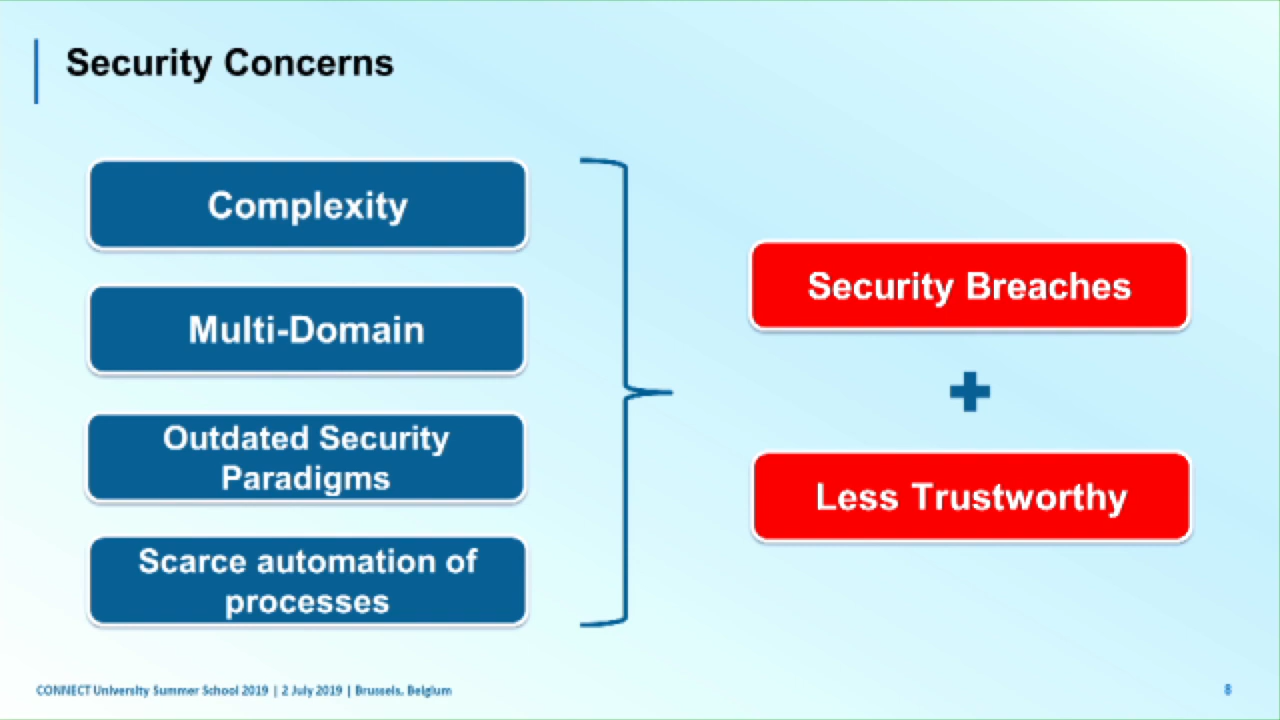 Security Concerns
Complexity
Multi-Domain
Outdated Security
Paradigms
Scarce automation of
processes
Security Breaches
Less Trustworthy
CONNECT University Summer School 2019 | 2 July 2019 | Brussels, Belgium
8